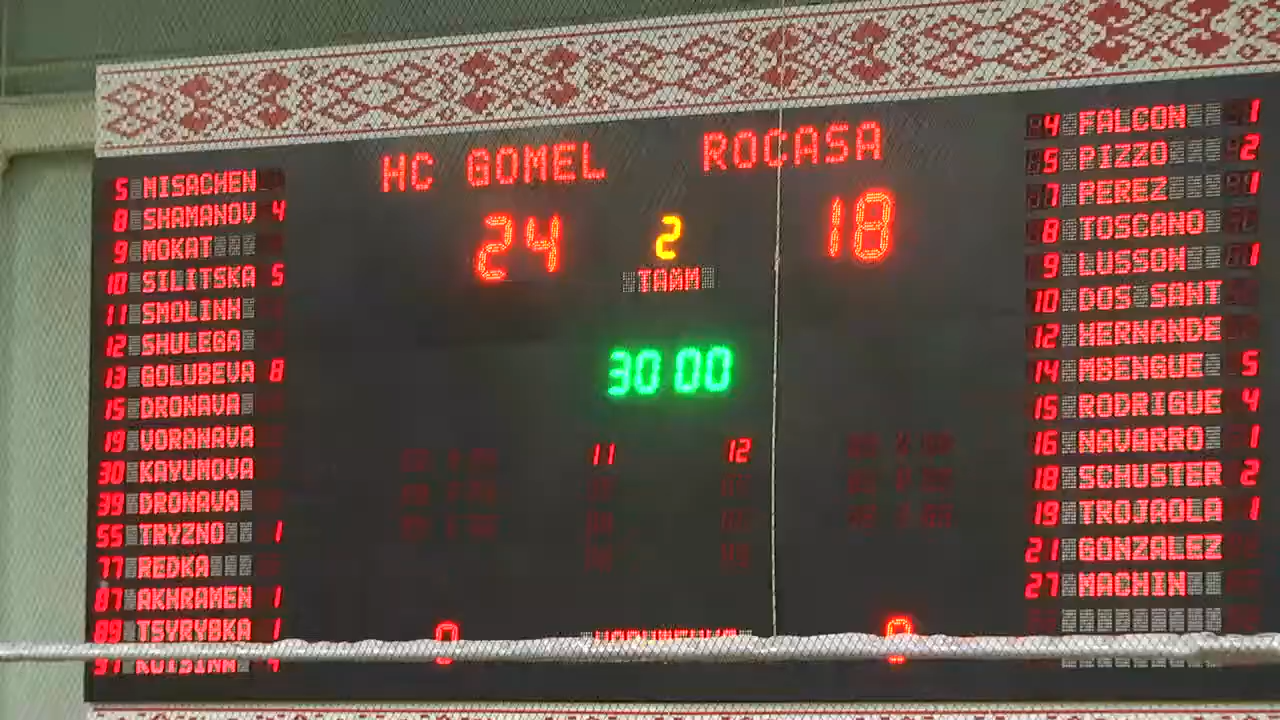 HC GOMEL ROCASA
24 2 18
ТАЙМ
30 00
11 12
5 MISACHEN
8 SHAMANOV 4
9 MOKAT
10 SILITSKA 5
11 SMOLINK
12 SHULEGA
13 GOLUBEVA 8
15 DRONAVA
19 VORANAVA
30 KAYUMOVA
39 DRONAVA
55 TRYZNO 1
77 REDKA
87 AKHRAMEN 1
89 TSYRYBKA 1
4 FALCON 1
5 PIZZO 2
7 PEREZ 1
8 TOSCANO
9 LUSSON 1
10 DOS SANT
12 HERNANDE
14 MBENGUE 5
15 RODRIGUE 4
16 NAVARRO 1
18 SCHUSTER 2
19 TROJAOLA 1
21 GONZALEZ
27 MACHIN